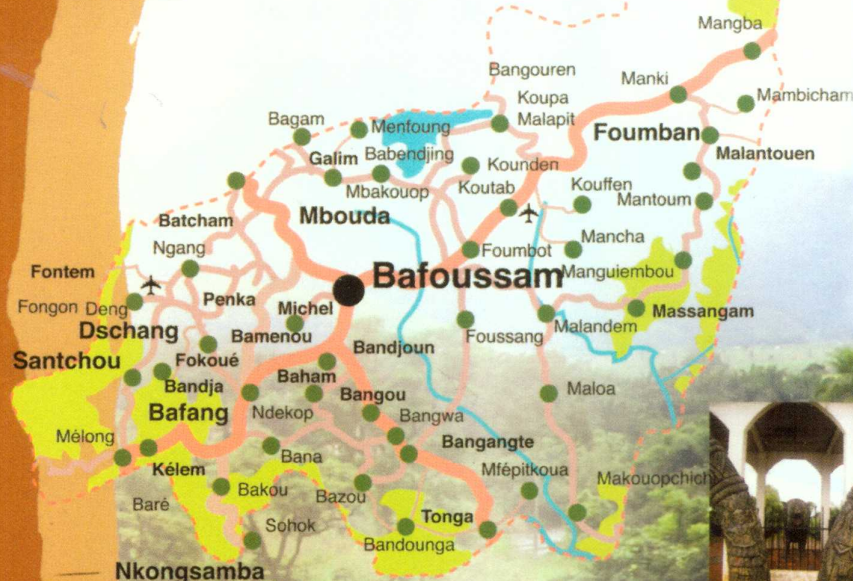 Mangba
Bangouren
Manki
Koupa
Mambicham
Malapit
Bagam
Menfoung
Foumban
Galim
Babendjing
Malantouen
Kounden
Mbakouop
Koutab
Kouffen
Mantoum
Batcham
Mbouda
Ngang
Foumbot
Mancha
Fontem
Bafoussam
Manguiembou
Fongon
Deng
Penka
Michel
Massangam
Dschang
Bamenou
Foussang
Malandem
Santchou
Fokoué
Bandjoun
Bandja
Baham
Bafang
Ndekop
Bangou
Maloa
Bangwa
Mélong
Bana
Bangangte
Kélem
Mfépitkoua
Makouopchich
Baré
Bakou
Bazou
Sohok
Tonga
Bandounga
Nkongsamba